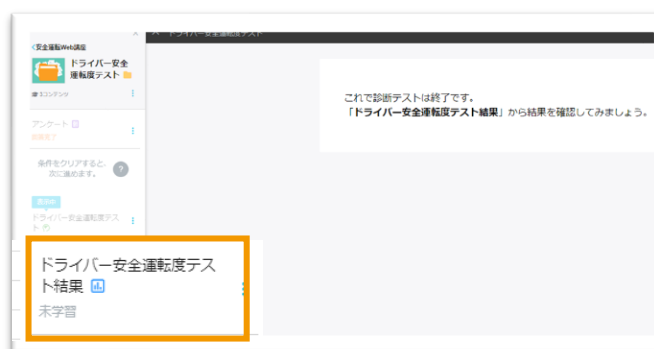 ドライバー安全運転度テスト
安全運転Web講座
ドライバー安全
運転度テスト
アンケート
条件をクリアすると、
次に進めます。
?
ドライバー安全運転度テス
ト
ドライバー安全運転度テス
ト結果
未学習
これで診断テストは終了です。
「ドライバー安全運転度テスト結果」から結果を確認してみましょう。